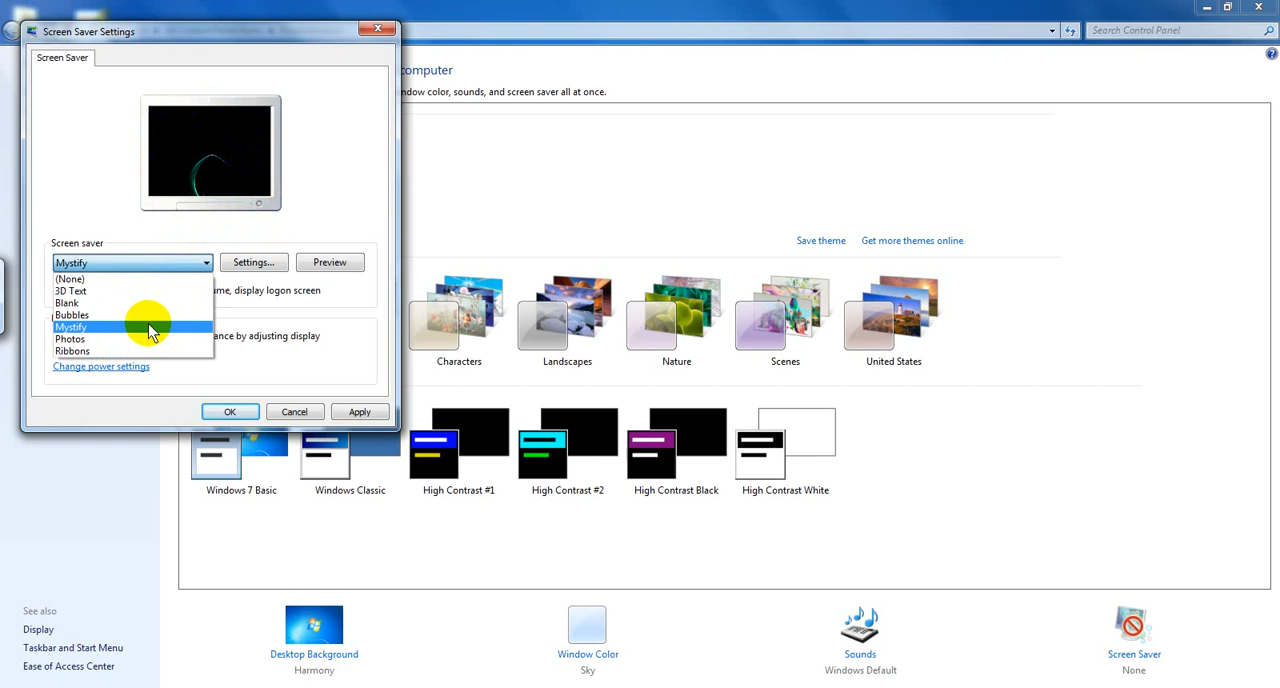 Screen Saver Settings
Search Control Panel
Screen Saver
computer
ndow color, sounds, and screen saver all at once.
Screen saver
Mystify
Settings...
Preview
(None)
3D Text
Blank
Bubbles
Mystify
Photos
Ribbons
ume, display logon screen
ance by adjusting display
Change power settings
OK
Cancel
Apply
Save theme
Get more themes online
Characters
Landscapes
Nature
Scenes
United States
Windows 7 Basic
Windows Classic
High Contrast #1
High Contrast #2
High Contrast Black
High Contrast White
See also
Display
Taskbar and Start Menu
Ease of Access Center
Desktop Background
Harmony
Window Color
Sky
Sounds
Windows Default
Screen Saver
None